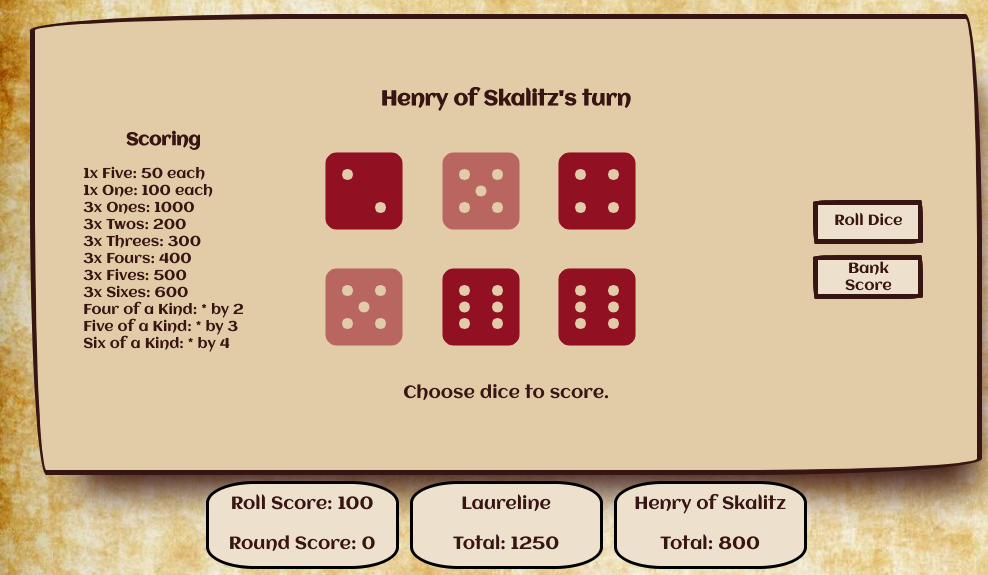 Henry of Skalitz's turn
Scoring
1x Five: 50 each
1x One: 100 each
3x Ones: 1000
3x Twos: 200
3x Threes: 300
3x Fours: 400
3x Fives: 500
3x Sixes: 600
Four of a Kind: * by 2
Five of a Kind: * by 3
Six of a Kind: * by 4
Roll Dice
Bank
Score
Choose dice to score.
Roll Score: 100
Round Score: 0
Laureline
Total: 1250
Henry of Skalitz
Total: 800